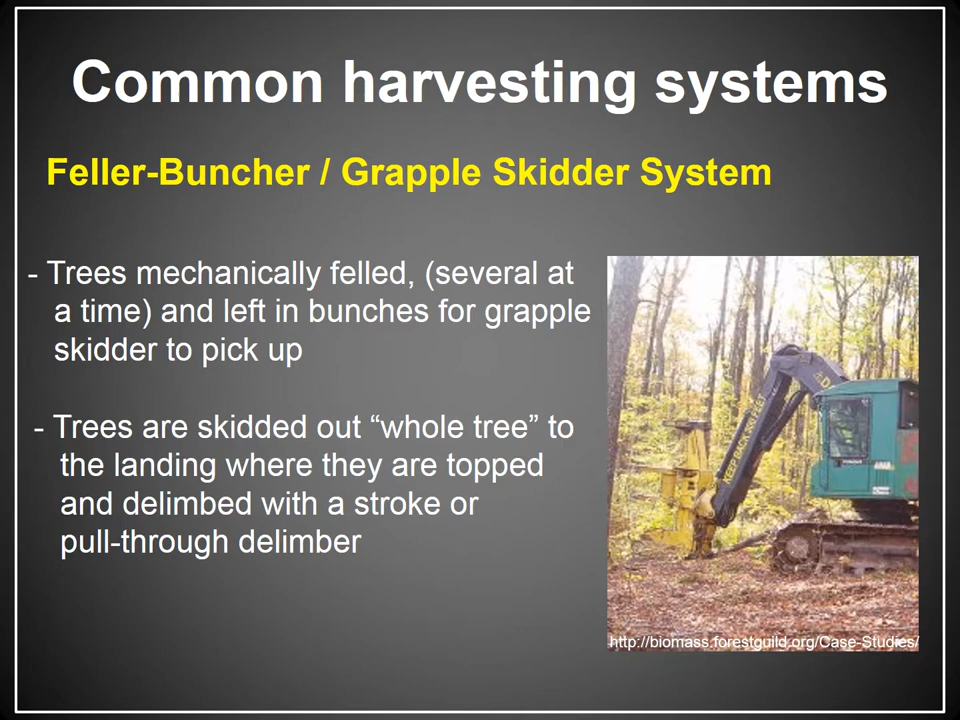 Common harvesting systems
Feller-Buncher / Grapple Skidder System
- Trees mechanically felled, (several at
a time) and left in bunches for grapple
skidder to pick up
- Trees are skidded out “whole tree” to
the landing where they are topped
and delimbed with a stroke or
pull-through delimber
KEEP BACK
http://biomass.forestguild.org/Case-Studies/